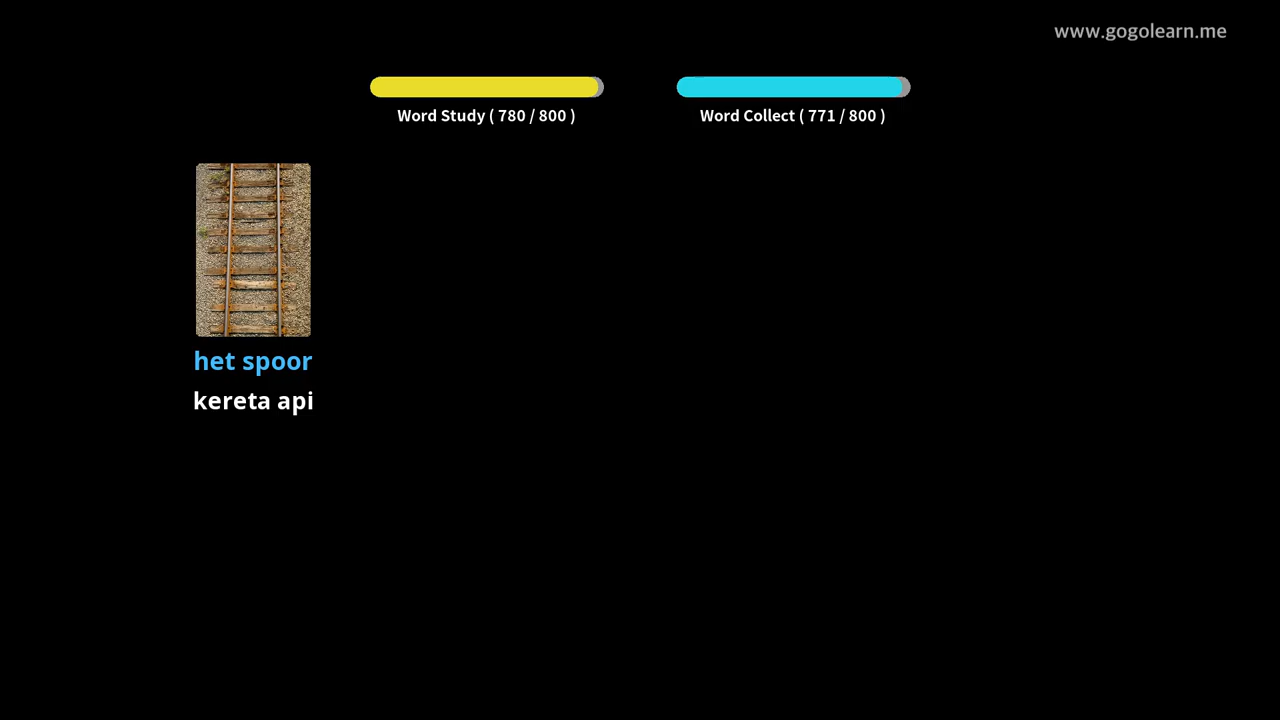 www.gogolearn.me
Word Study ( 780 / 800 )
Word Collect ( 771 / 800 )
het spoor
kereta api